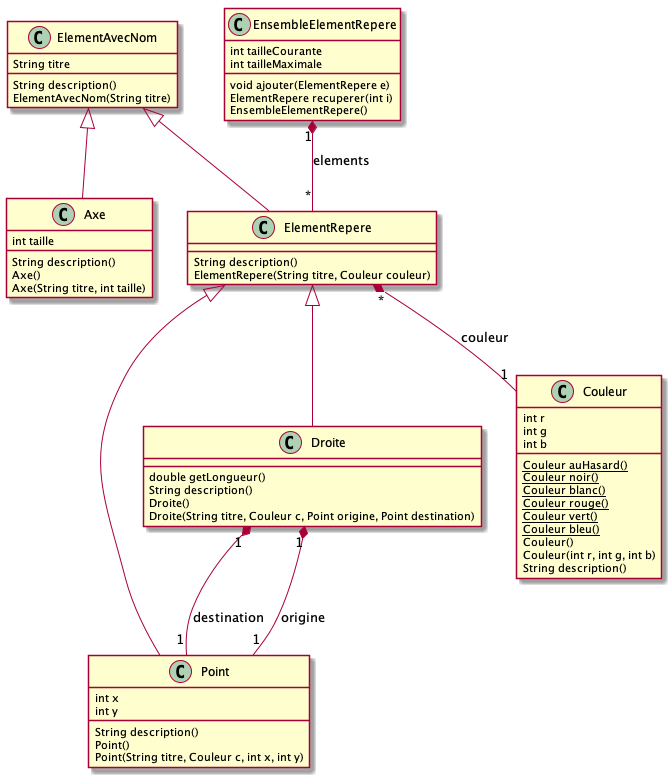 C ElementAvecNom
String titre
String description()
ElementAvecNom(String titre)
C EnsembleElementRepere
int tailleCourante
int tailleMaximale
void ajouter(ElementRepere e)
ElementRepere recuperer(int i)
EnsembleElementRepere()
1
elements
*
C Axe
int taille
String description()
Axe()
Axe(String titre, int taille)
C ElementRepere
String description()
ElementRepere(String titre, Couleur couleur)
*
couleur
1
C Couleur
int r
int g
int b
Couleur auHasard()
Couleur noir()
Couleur blanc()
Couleur rouge()
Couleur vert()
Couleur bleu()
Couleur()
Couleur(int r, int g, int b)
String description()
C Droite
double getLongueur()
String description()
Droite()
Droite(String titre, Couleur c, Point origine, Point destination)
1 1
destination origine
1 1
C Point
int x
int y
String description()
Point()
Point(String titre, Couleur c, int x, int y)